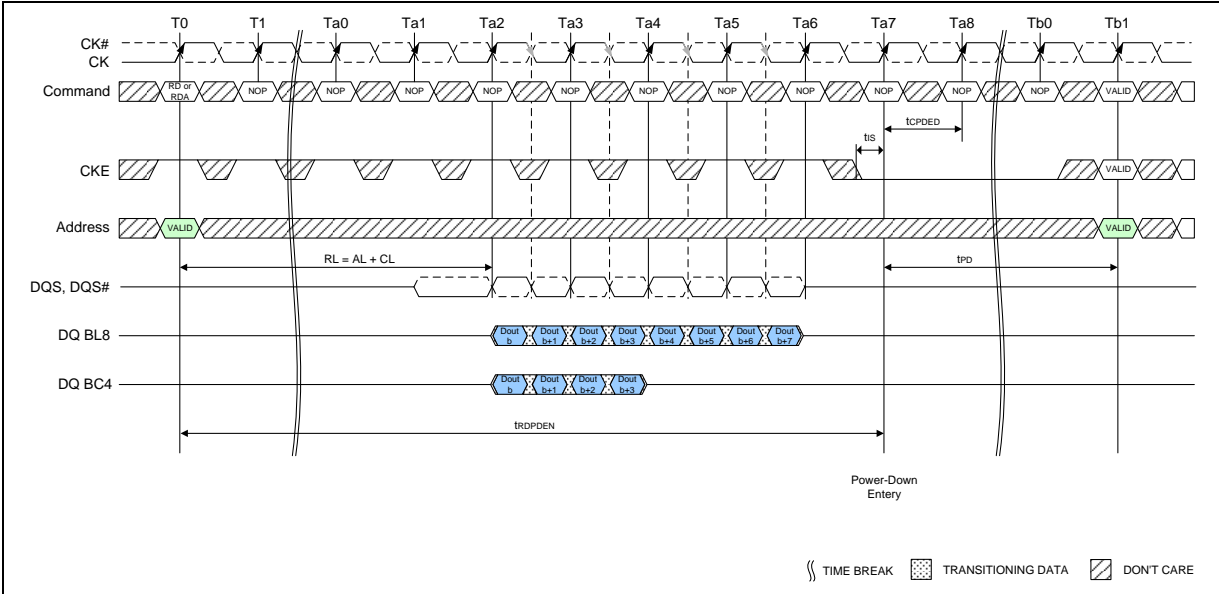 T0 T1 Ta0 Ta1 Ta2 Ta3 Ta4 Ta5 Ta6 Ta7 Ta8 Tb0 Tb1
CK#
CK
Command RD or RDA NOP NOP NOP NOP NOP NOP NOP NOP NOP NOP NOP VALID
tIS tCPDED
CKE VALID
Address VALID VALID
RL = AL + CL tPD
DQS, DQS#
DQ BL8 Dout b Dout b+1 Dout b+2 Dout b+3 Dout b+4 Dout b+5 Dout b+6 Dout b+7
DQ BC4 Dout b Dout b+1 Dout b+2 Dout b+3
tRDPDEN
Power-Down
Entery
TIME BREAK TRANSITIONING DATA DON'T CARE